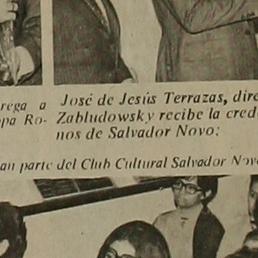 rega a
opa Ro-
José de Jesús Terrazas, dire
Zabludowsky recibe la cred
nos de Salvador Novo.
an parte del Club Cultural Salvador Novo